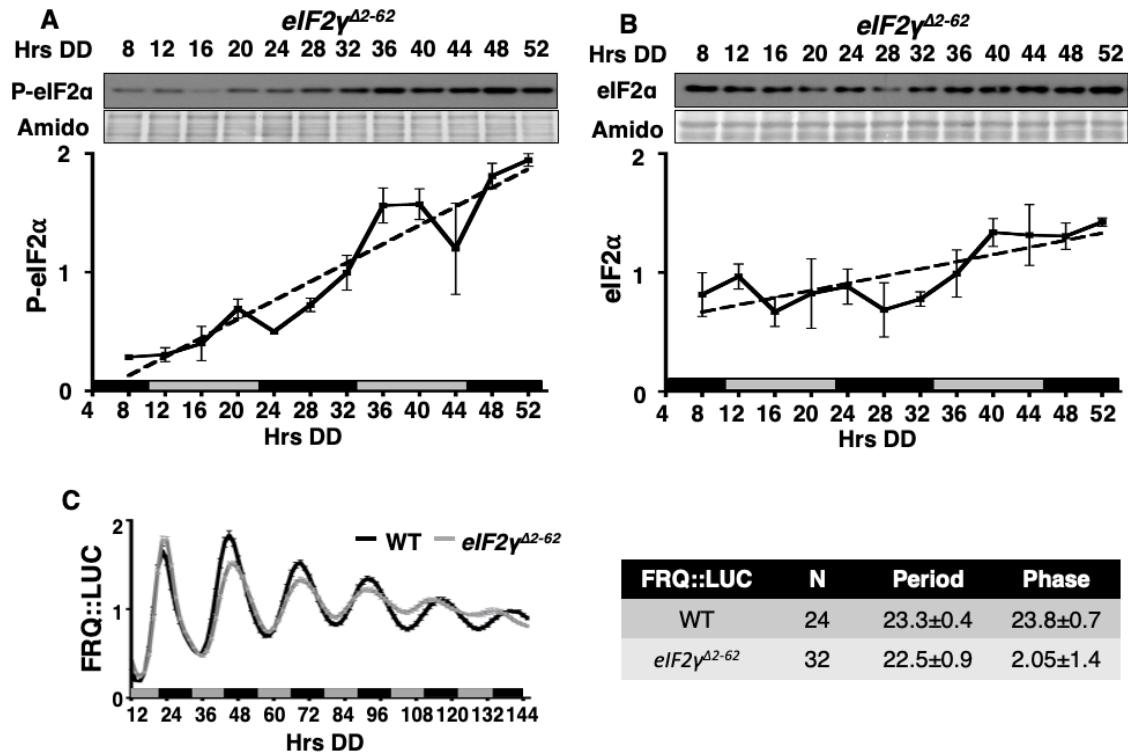 A
eIF2γΔ2-62
Hrs DD 8 12 16 20 24 28 32 36 40 44 48 52
P-eIF2α
Amido
2
1
0
P-eIF2α
4 8 12 16 20 24 28 32 36 40 44 48 52
Hrs DD
B
eIF2γΔ2-62
Hrs DD 8 12 16 20 24 28 32 36 40 44 48 52
eIF2α
Amido
2
1
0
eIF2α
4 8 12 16 20 24 28 32 36 40 44 48 52
Hrs DD
C
WT eIF2γΔ2-62
2
1
0
FRQ::LUC
12 24 36 48 60 72 84 96 108 120 132 144
Hrs DD
FRQ::LUC N Period Phase
WT 24 23.3±0.4 23.8±0.7
eIF2γΔ2-62 32 22.5±0.9 2.05±1.4